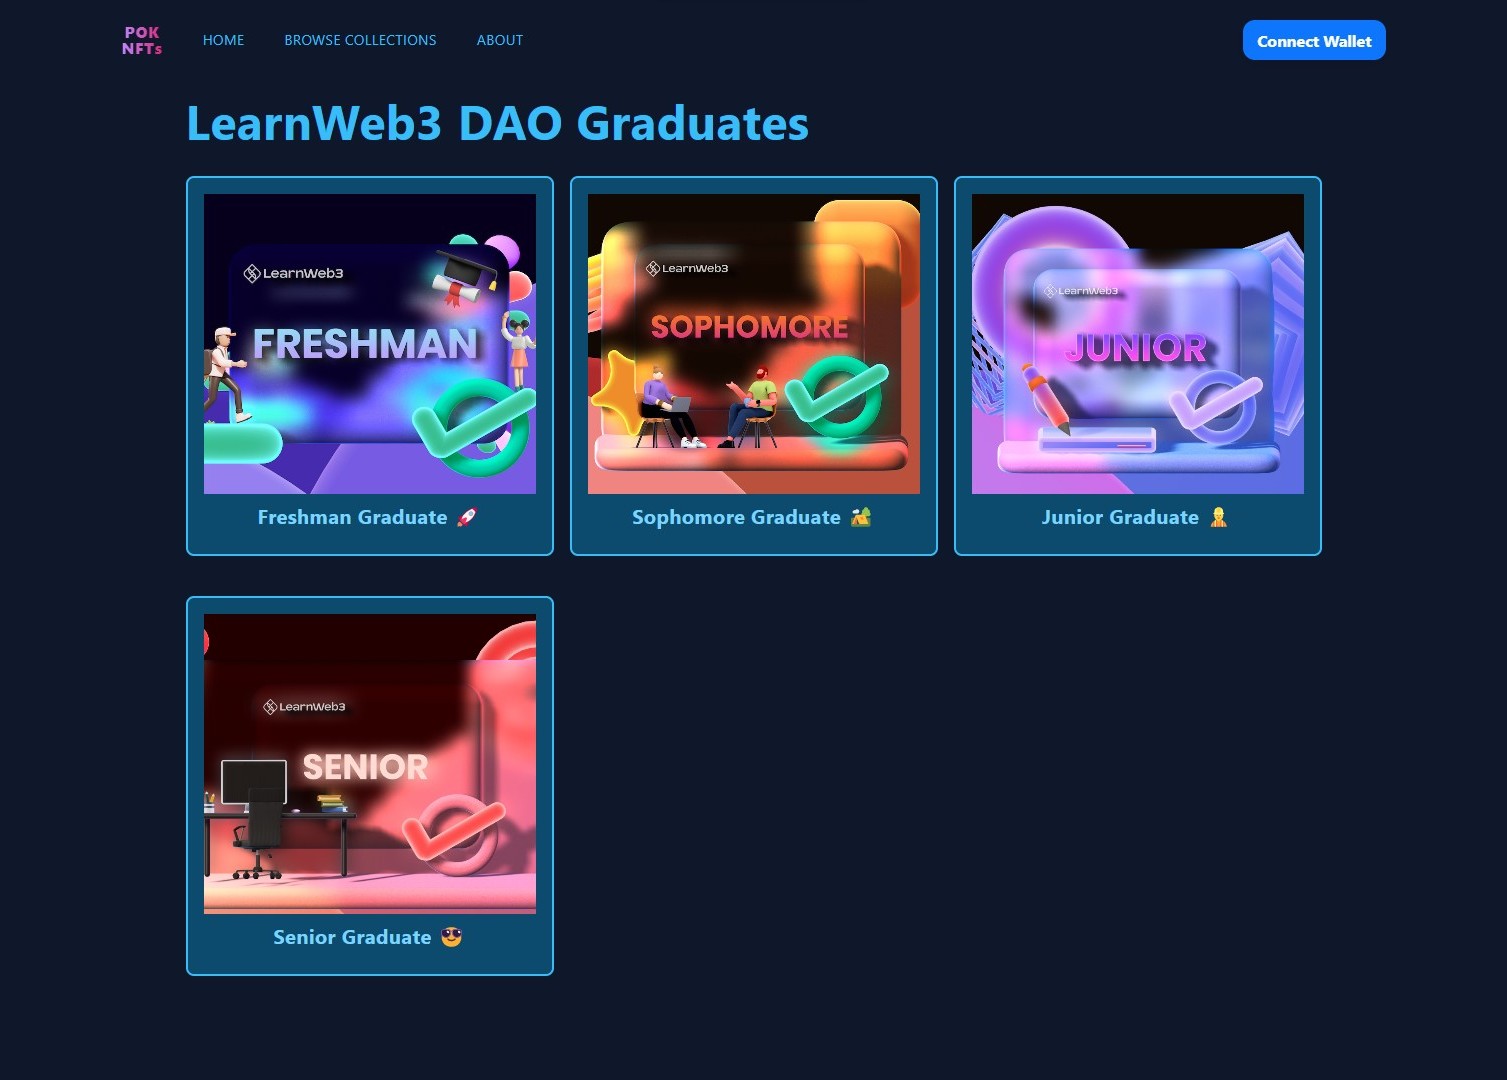 POK
NFTs
HOME
BROWSE COLLECTIONS
ABOUT
Connect Wallet
LearnWeb3 DAO Graduates
LearnWeb3
FRESHMAN
Freshman Graduate 🚀
LearnWeb3
SOPHOMORE
Sophomore Graduate 🏕️
LearnWeb3
JUNIOR
Junior Graduate 👷
LearnWeb3
SENIOR
Senior Graduate 😎